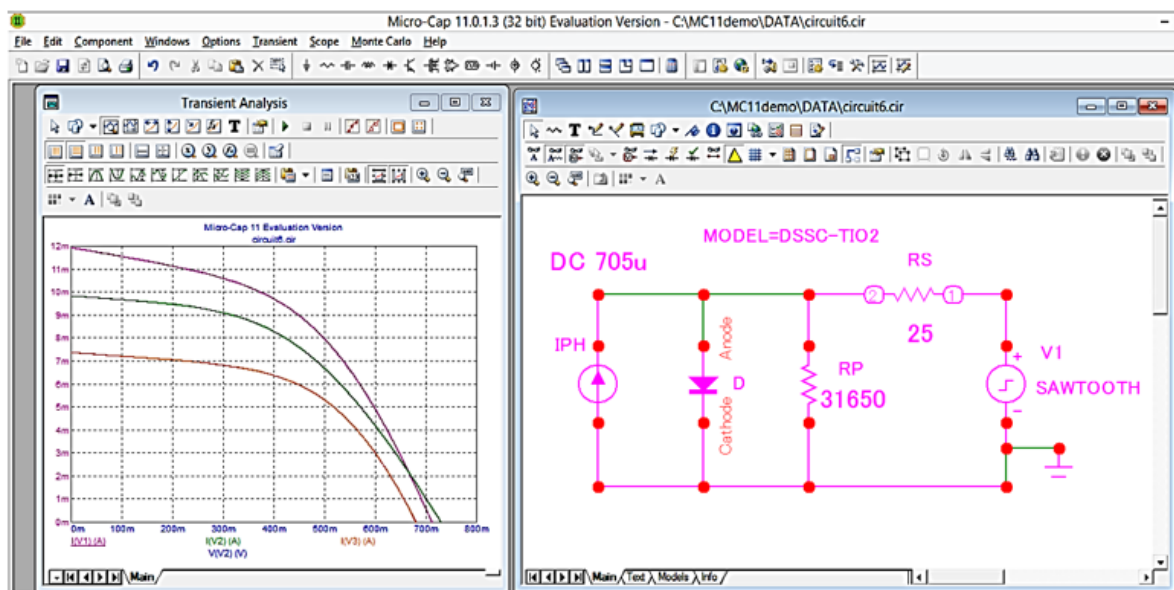 Micro-Cap 11.0.1.3 (32 bit) Evaluation Version - C:\MC11demo\DATA\circuit6.cir
File Edit Component Windows Options Transient Scope Monte Carlo Help
Transient Analysis
Micro-Cap 11 Evaluation Version
circuit6.cir
12m
11m
10m
9m
8m
7m
6m
5m
4m
3m
2m
1m
0m
0m 100m 200m 300m 400m 500m 600m 700m 800m
I(V1) (A) I(V2) (A) I(V3) (A)
V(V2) (V)
Main
C:\MC11demo\DATA\circuit6.cir
MODEL=DSSC-TIO2
DC 705u
RS
2 1
25
IPH
Anode
D
Cathode
RP
31650
V1
+
SAWTOOTH
-
Main Text Models Info